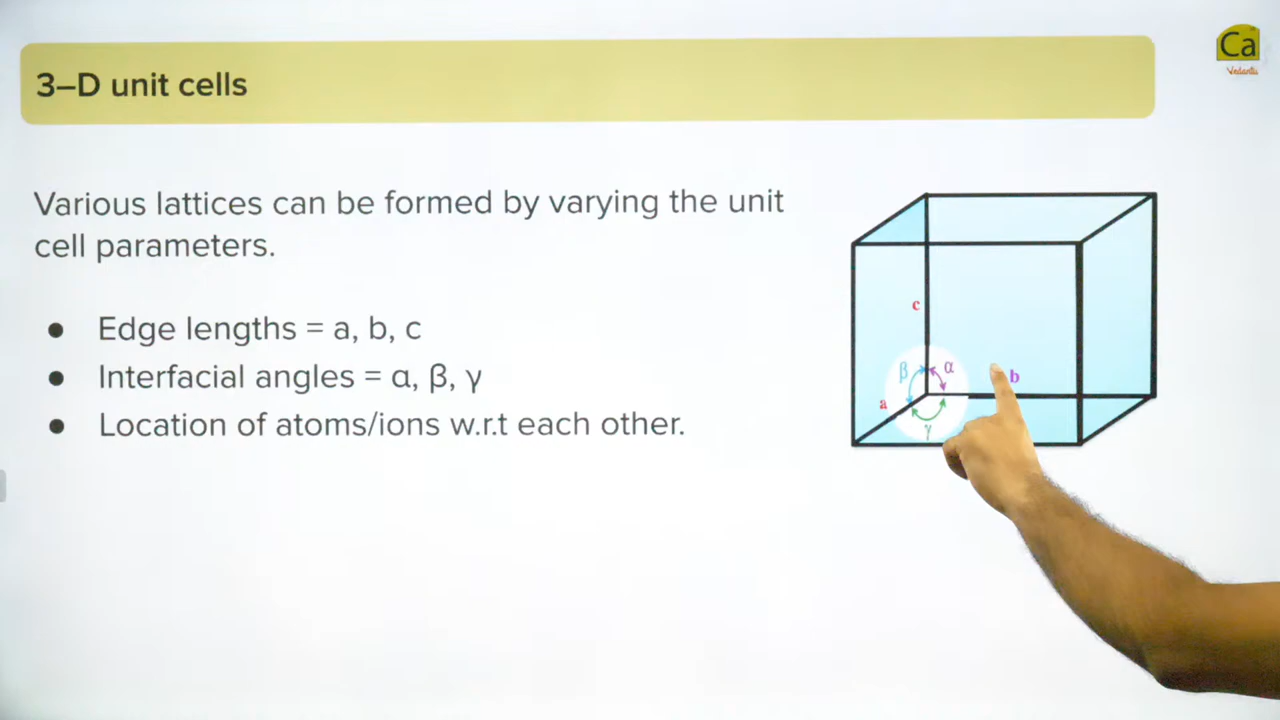 3–D unit cells
Ca
Vedantu
Various lattices can be formed by varying the unit
cell parameters.
● Edge lengths = a, b, c
● Interfacial angles = α, β, γ
● Location of atoms/ions w.r.t each other.
c
β
α
b
a
γ